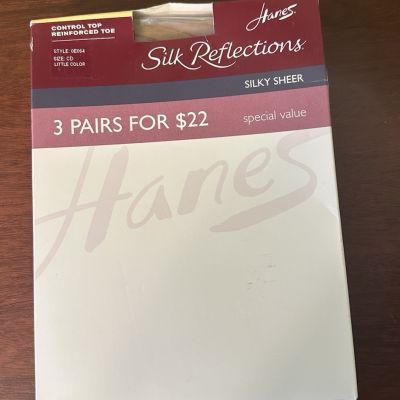 CONTROL TOP
REINFORCED TOE
STYLE: 0E064
SIZE: CD
LITTLE COLOR
Hanes
Silk Reflections
SILKY SHEER
3 PAIRS FOR $22
special value
Hanes